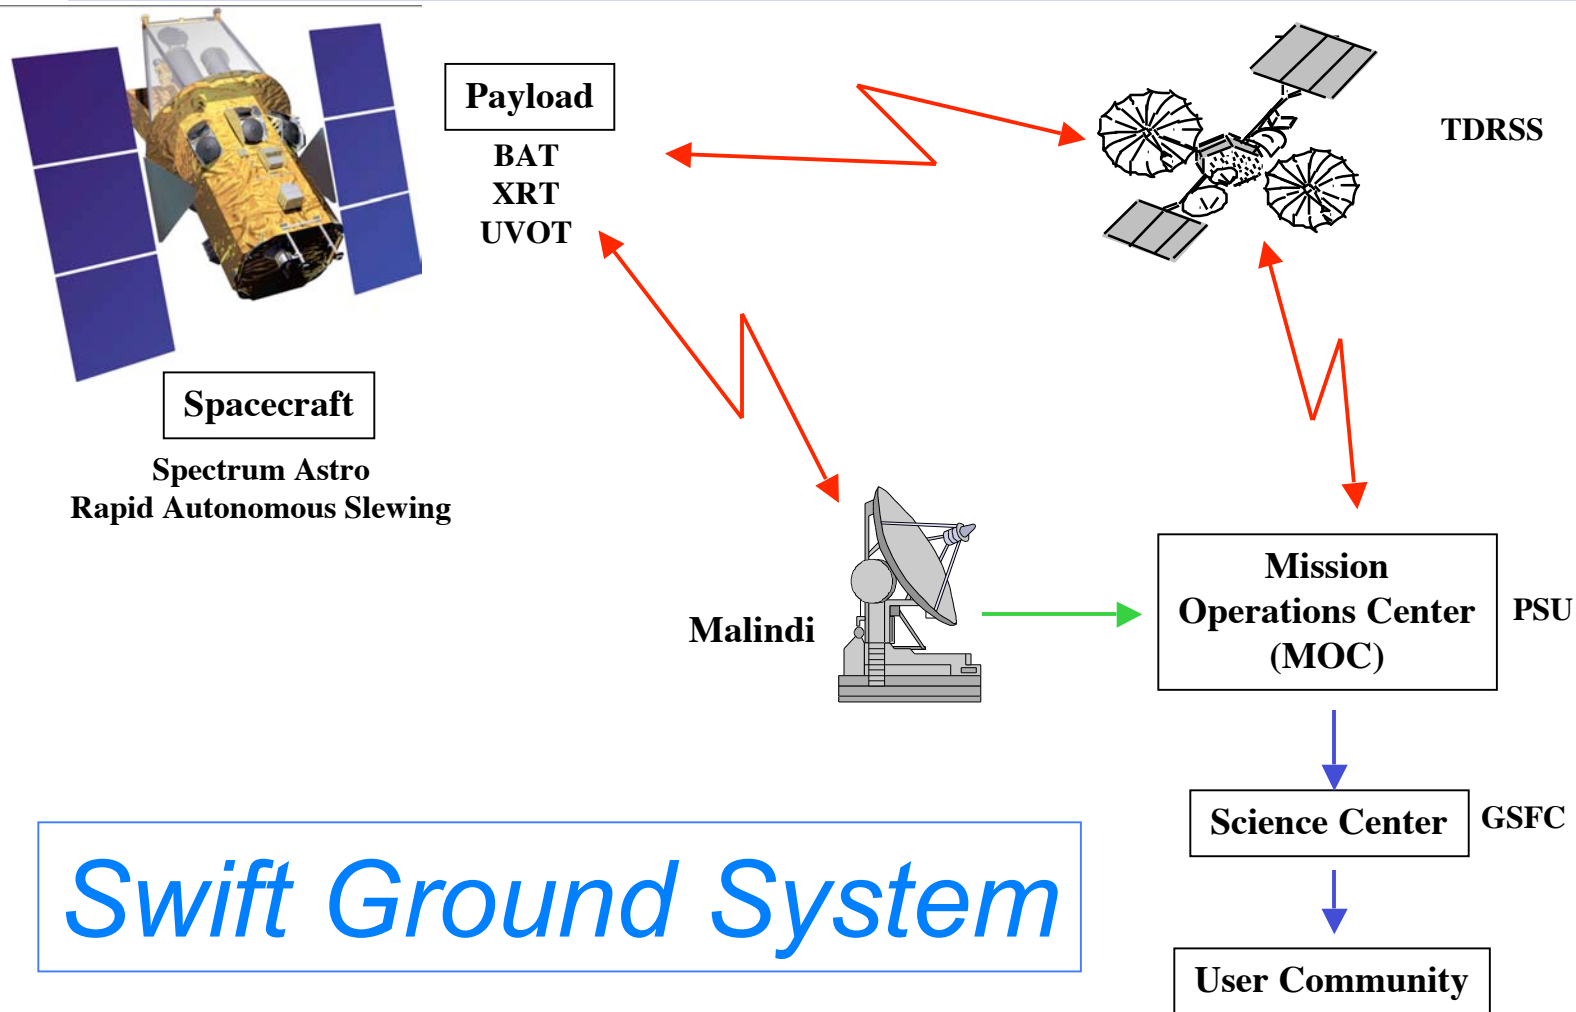 Payload
BAT
XRT
UVOT
TDRSS
Spacecraft
Spectrum Astro
Rapid Autonomous Slewing
Malindi
Mission
Operations Center
(MOC)
PSU
Science Center
GSFC
Swift Ground System
User Community